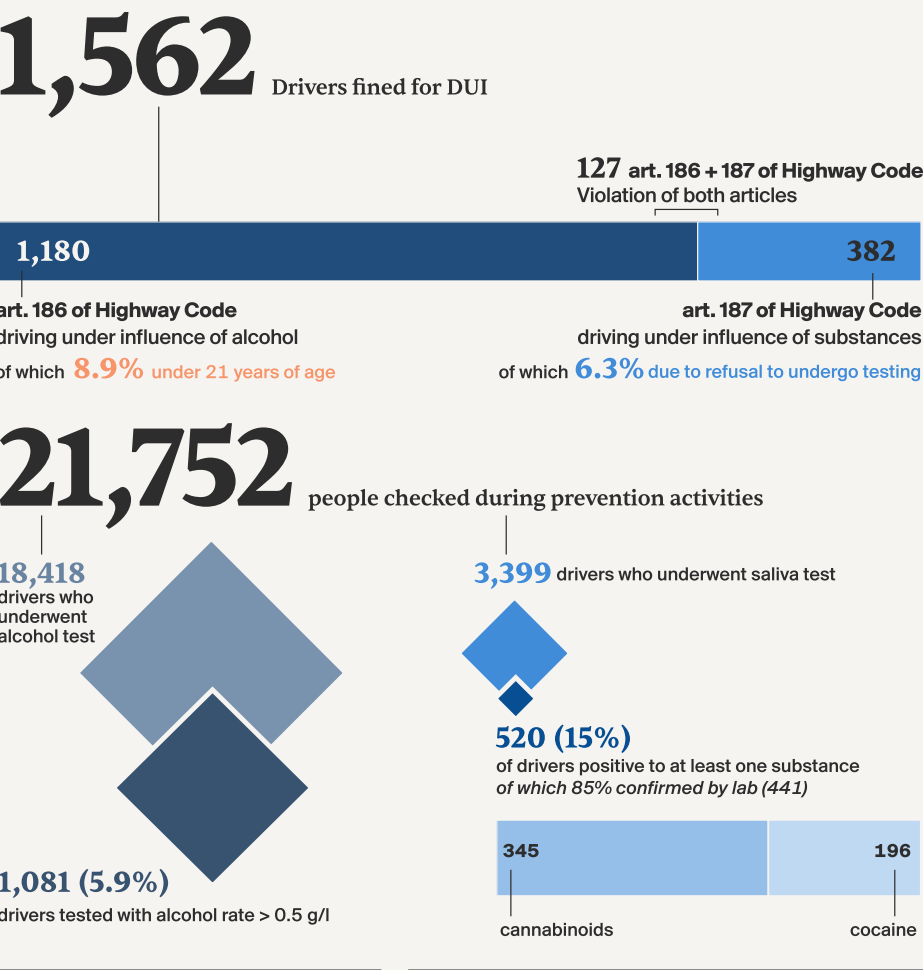 1,562 Drivers fined for DUI
127 art. 186 + 187 of Highway Code
Violation of both articles
1,180
382
art. 186 of Highway Code
driving under influence of alcohol
of which 8.9% under 21 years of age
art. 187 of Highway Code
driving under influence of substances
of which 6.3% due to refusal to undergo testing
21,752 people checked during prevention activities
18,418
drivers who
underwent
alcohol test
3,399 drivers who underwent saliva test
520 (15%)
of drivers positive to at least one substance
of which 85% confirmed by lab (441)
345
196
cannabinoids
cocaine
1,081 (5.9%)
drivers tested with alcohol rate > 0.5 g/l